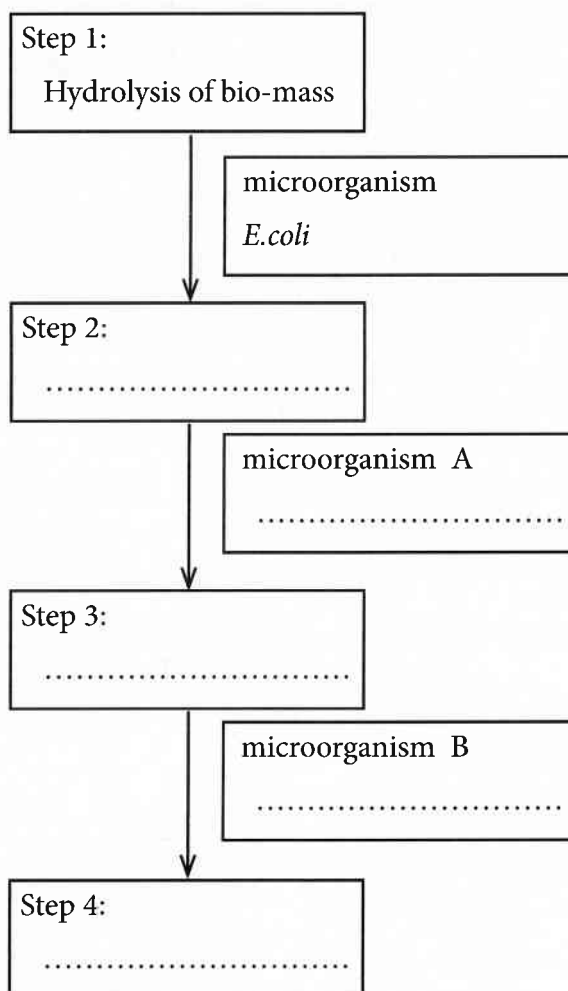 Step 1:
Hydrolysis of bio-mass
microorganism
E.coli
Step 2:
................................
microorganism A
................................
Step 3:
................................
microorganism B
................................
Step 4:
................................